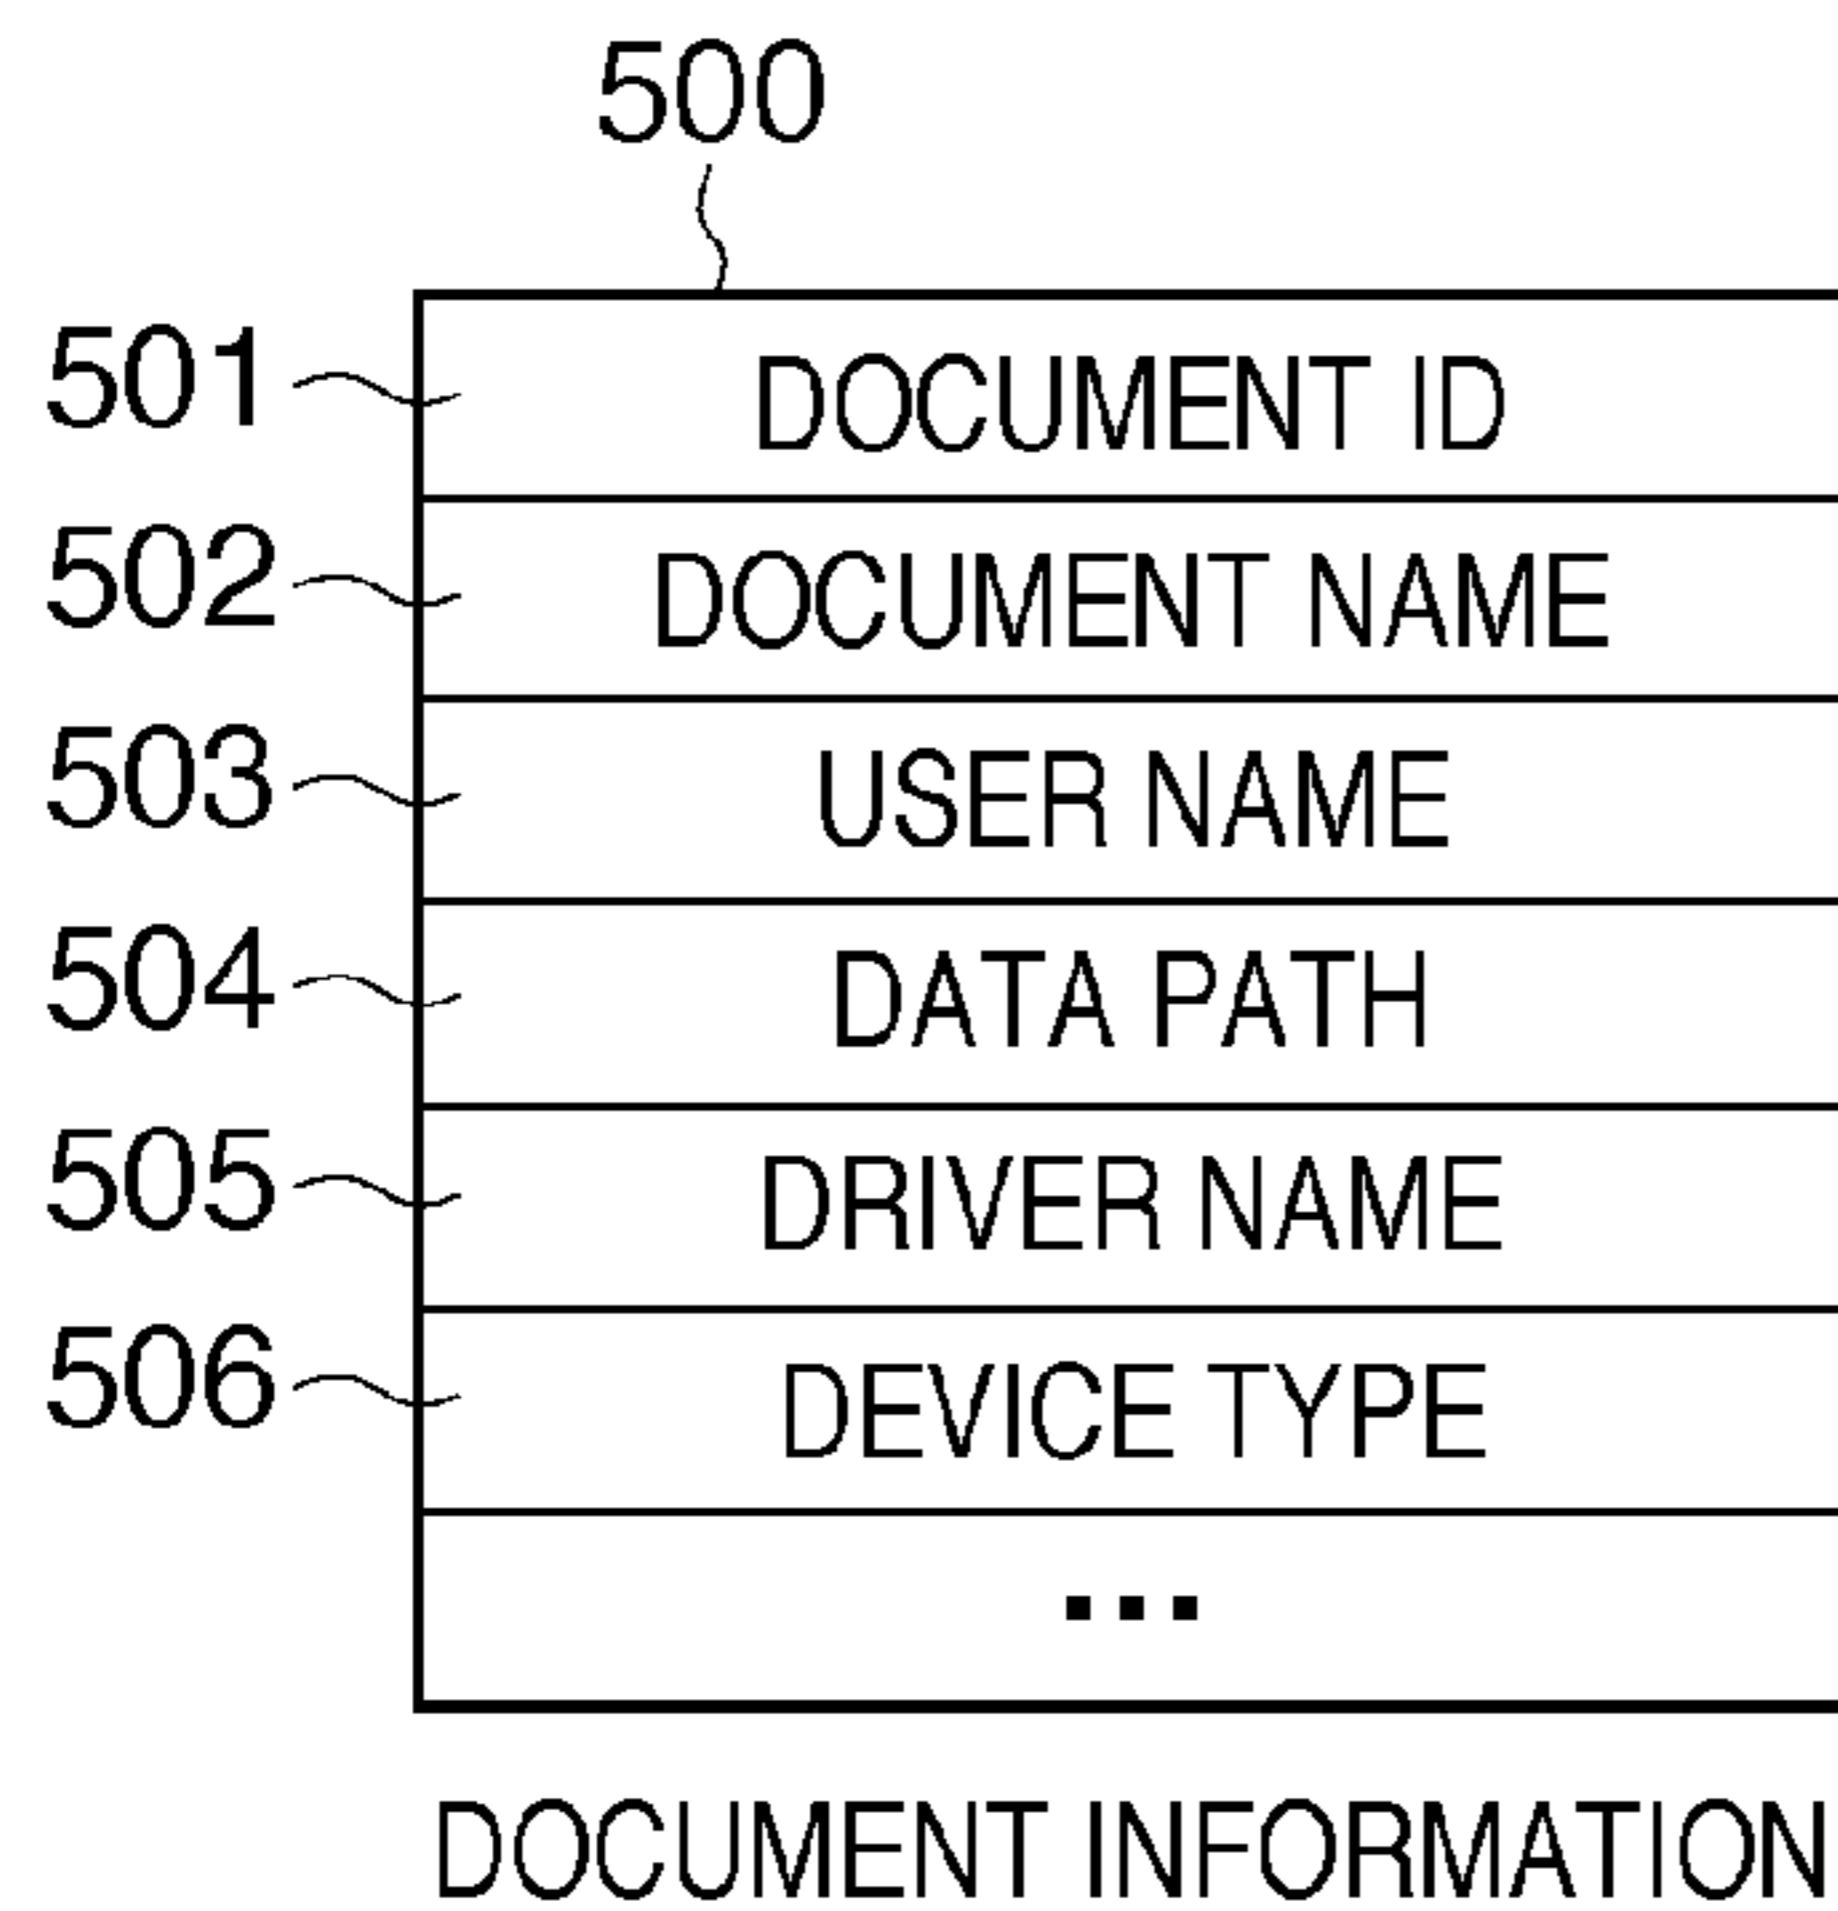 500
501 DOCUMENT ID
502 DOCUMENT NAME
503 USER NAME
504 DATA PATH
505 DRIVER NAME
506 DEVICE TYPE
...
DOCUMENT INFORMATION